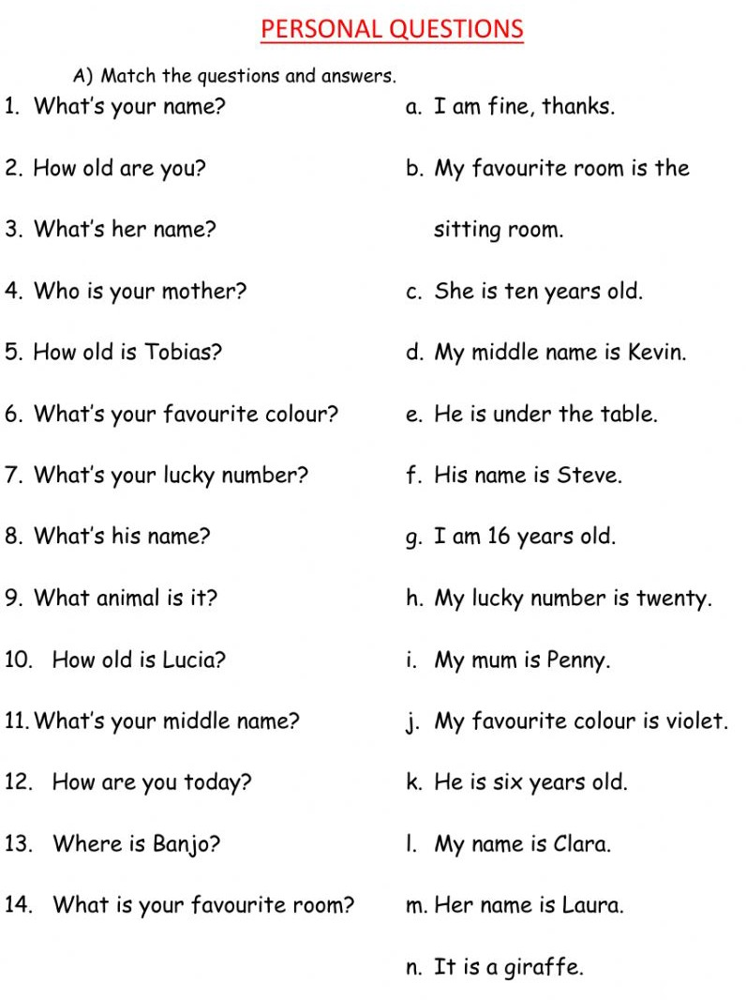 PERSONAL QUESTIONS
A) Match the questions and answers.
1. What's your name?
2. How old are you?
3. What's her name?
4. Who is your mother?
5. How old is Tobias?
6. What's your favourite colour?
7. What's your lucky number?
8. What's his name?
9. What animal is it?
10. How old is Lucia?
11. What's your middle name?
12. How are you today?
13. Where is Banjo?
14. What is your favourite room?
a. I am fine, thanks.
b. My favourite room is the
sitting room.
c. She is ten years old.
d. My middle name is Kevin.
e. He is under the table.
f. His name is Steve.
g. I am 16 years old.
h. My lucky number is twenty.
i. My mum is Penny.
j. My favourite colour is violet.
k. He is six years old.
l. My name is Clara.
m. Her name is Laura.
n. It is a giraffe.